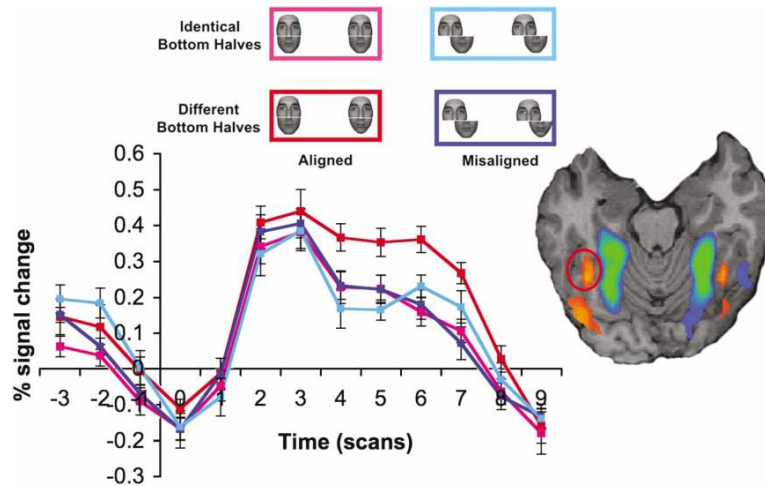 Identical
Bottom Halves
Different
Bottom Halves
Aligned
Misaligned
% signal change
0.6
0.5
0.4
0.3
0.2
0.1
0
-0.1
-0.2
-0.3
-3 -2 -1 0 1 2 3 4 5 6 7 8 9
Time (scans)